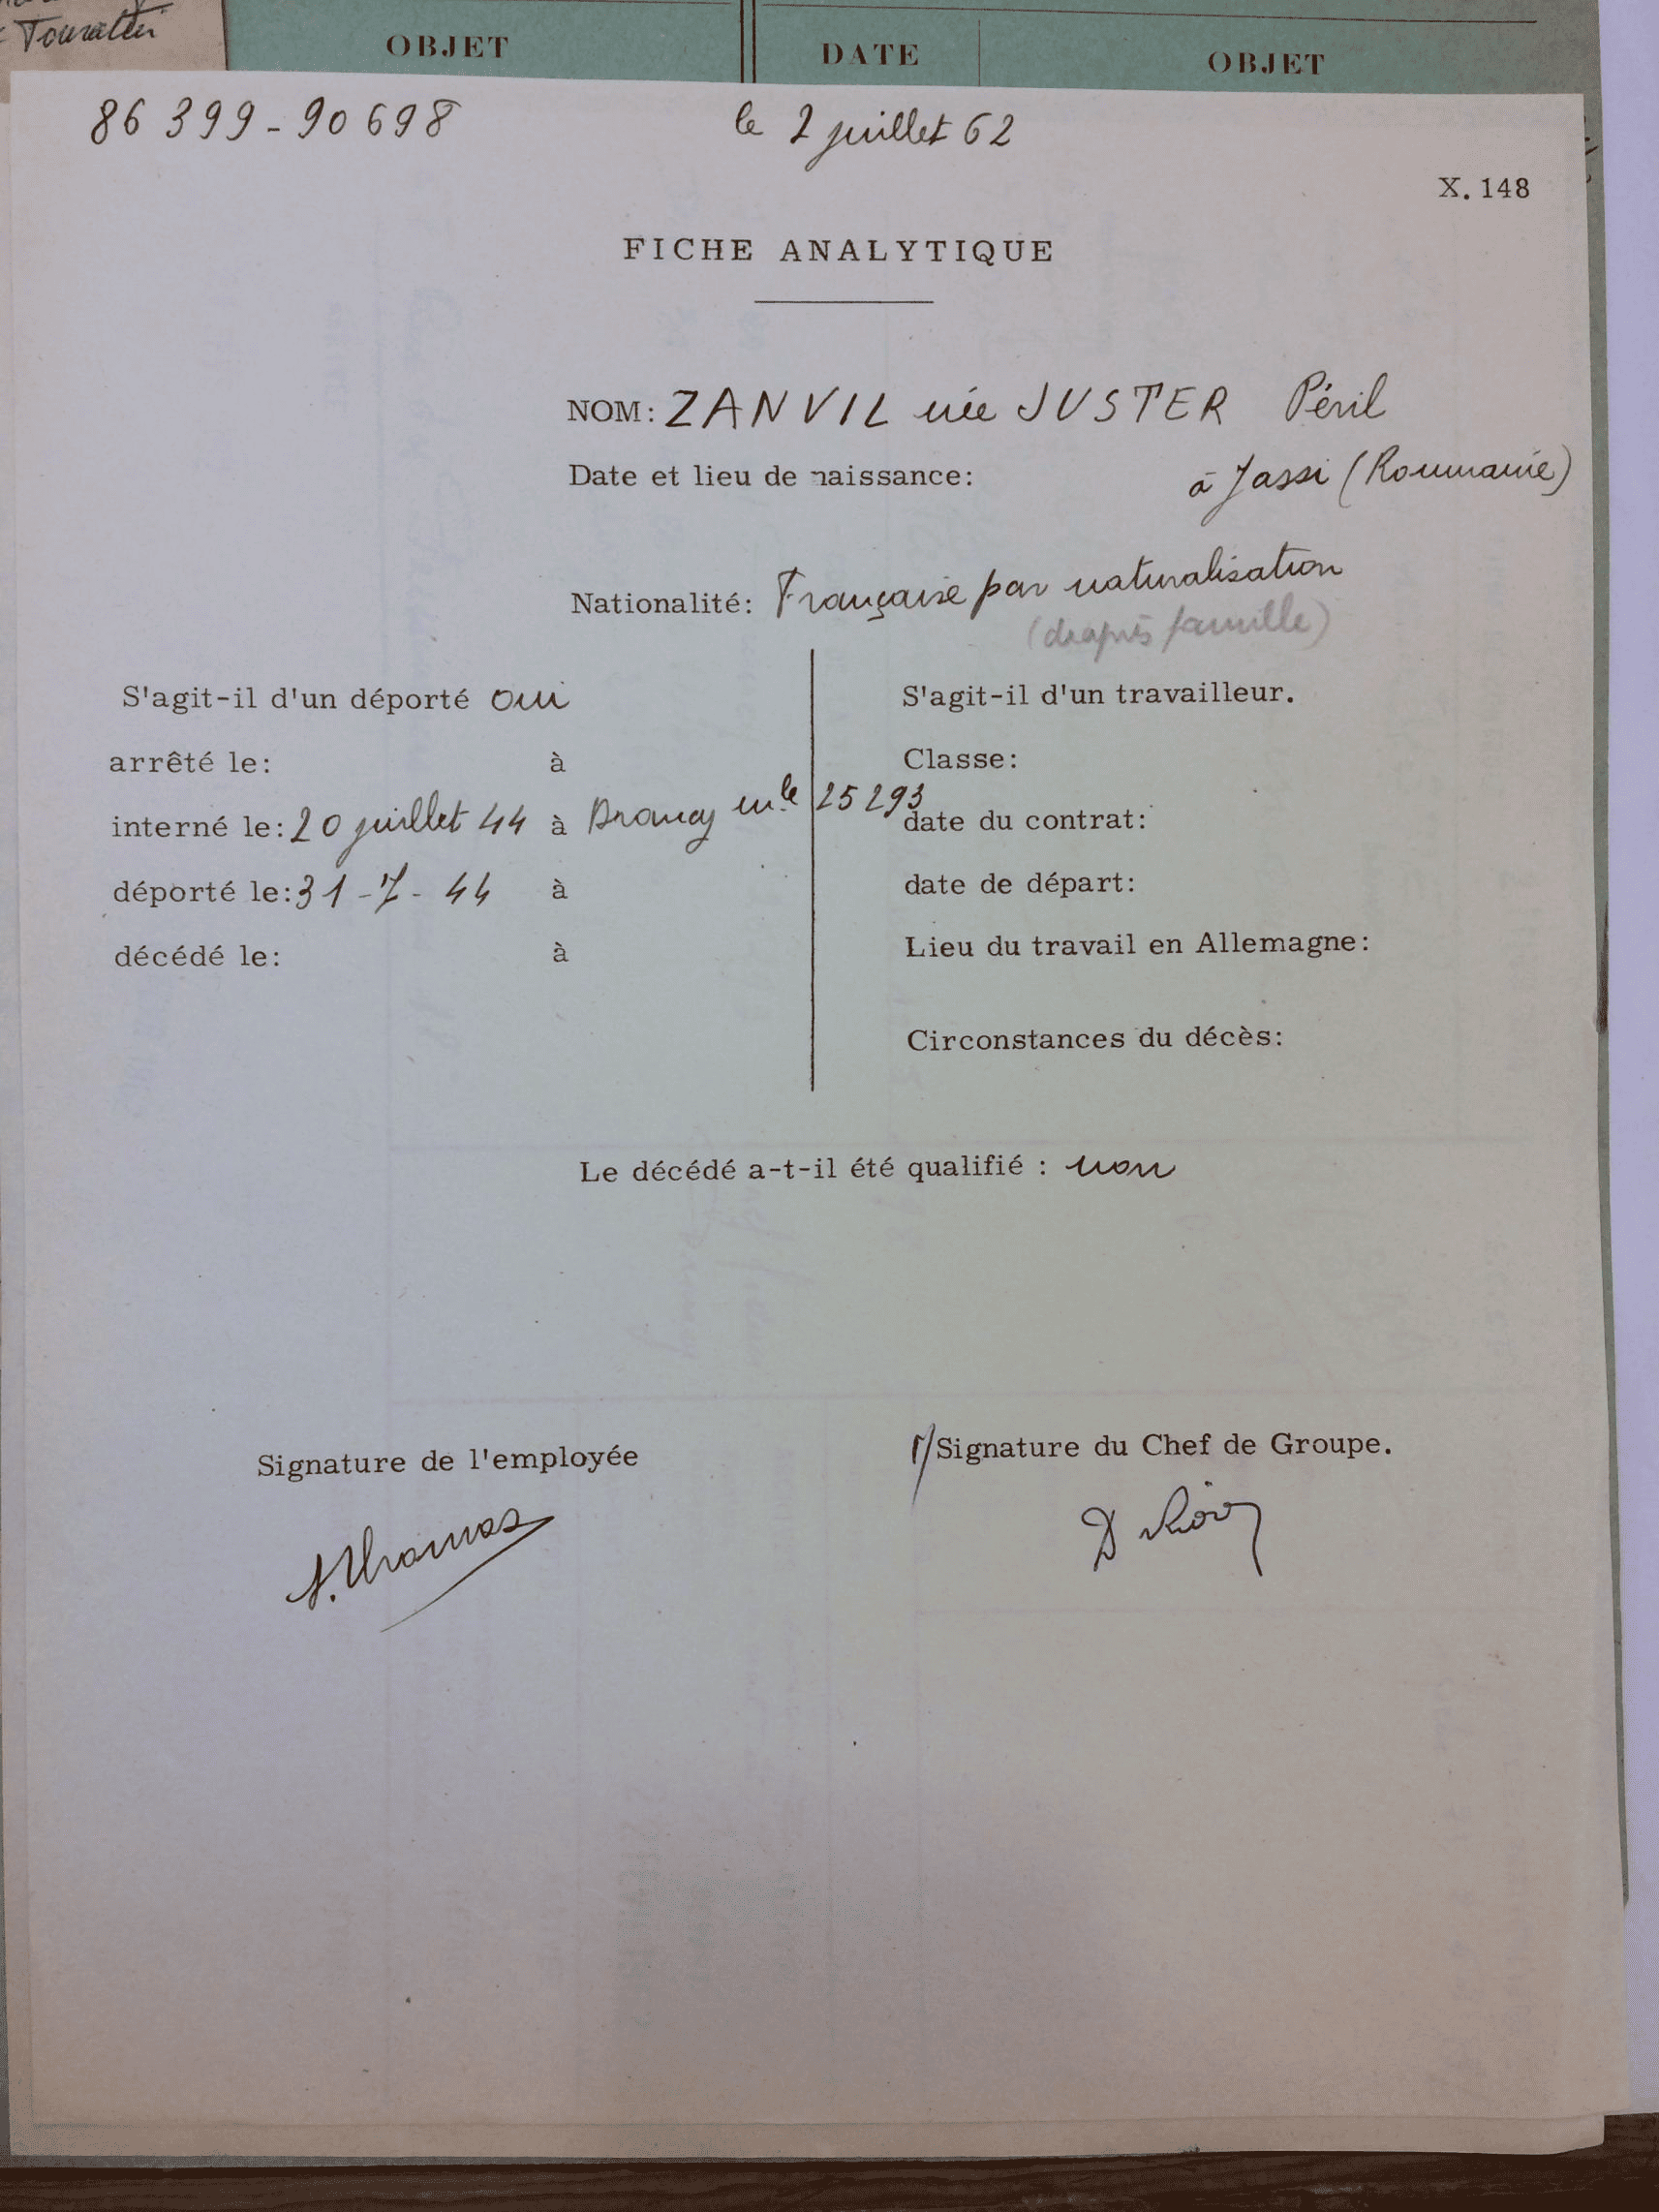 Touratti
OBJET DATE OBJET
86 399 - 90 698 le 2 juillet 62
X. 148
FICHE ANALYTIQUE
NOM: ZANVIL née JUSTER Péril
Date et lieu de naissance: à Jassi (Roumanie)
Nationalité: Française par naturalisation
(d'après famille)
S'agit-il d'un déporté oui
arrêté le: à
interné le: 20 juillet 44 à Drancy mle 25 293
déporté le: 31-7-44 à
décédé le: à
S'agit-il d'un travailleur.
Classe:
date du contrat:
date de départ:
Lieu du travail en Allemagne:
Circonstances du décès:
Le décédé a-t-il été qualifié : non
Signature de l'employée
Thomas
Signature du Chef de Groupe.